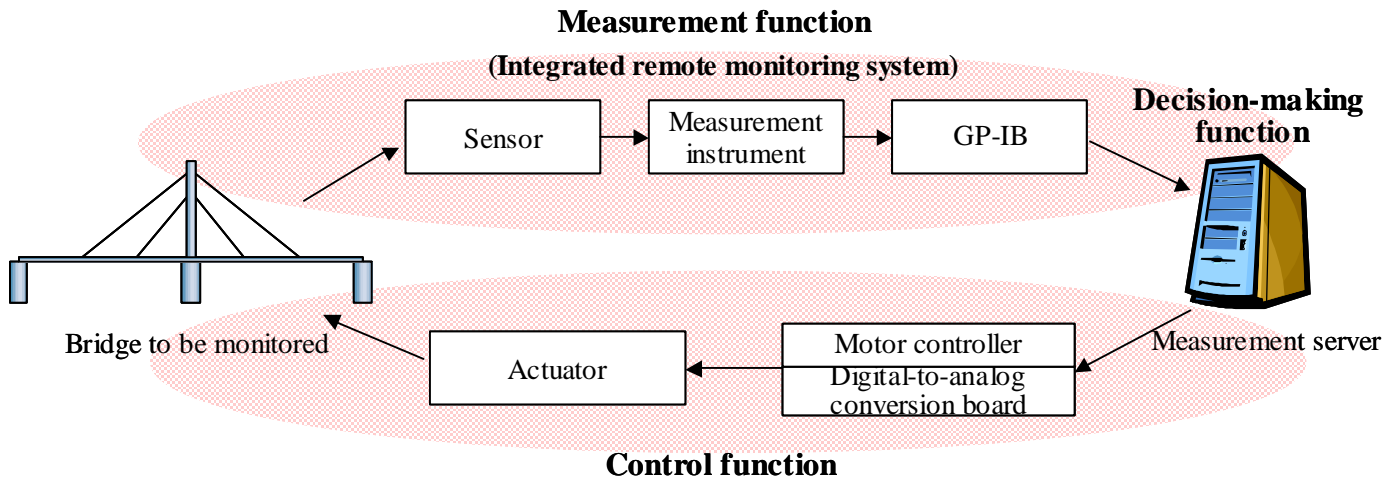 Measurement function
(Integrated remote monitoring system)
Decision-making
function
Sensor
Measurement
instrument
GP-IB
Bridge to be monitored
Measurement server
Actuator
Motor controller
Digital-to-analog
conversion board
Control function